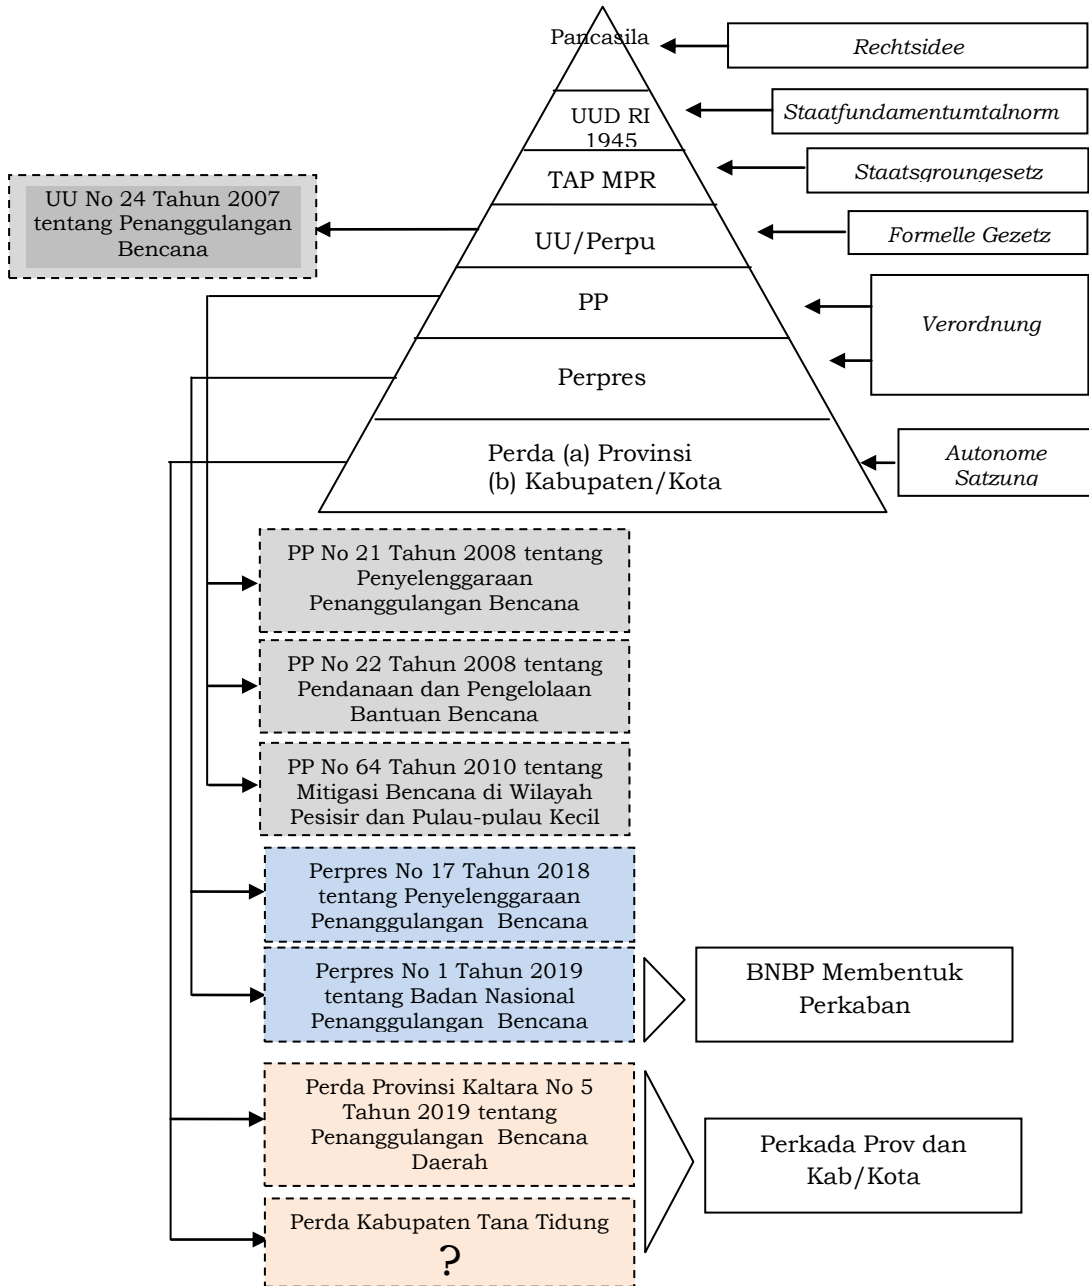 Pancasila
Rechtsidee
UUD RI
1945
Staatfundamentumtalnorm
TAP MPR
Staatsgroungesetz
UU No 24 Tahun 2007
tentang Penanggulangan
Bencana
UU/Perpu
Formelle Gezetz
PP
Verordnung
Perpres
Perda (a) Provinsi
(b) Kabupaten/Kota
Autonome
Satzung
PP No 21 Tahun 2008 tentang
Penyelenggaraan
Penanggulangan Bencana
PP No 22 Tahun 2008 tentang
Pendanaan dan Pengelolaan
Bantuan Bencana
PP No 64 Tahun 2010 tentang
Mitigasi Bencana di Wilayah
Pesisir dan Pulau-pulau Kecil
Perpres No 17 Tahun 2018
tentang Penyelenggaraan
Penanggulangan Bencana
Perpres No 1 Tahun 2019
tentang Badan Nasional
Penanggulangan Bencana
BNBP Membentuk
Perkaban
Perda Provinsi Kaltara No 5
Tahun 2019 tentang
Penanggulangan Bencana
Daerah
Perkada Prov dan
Kab/Kota
Perda Kabupaten Tana Tidung
?